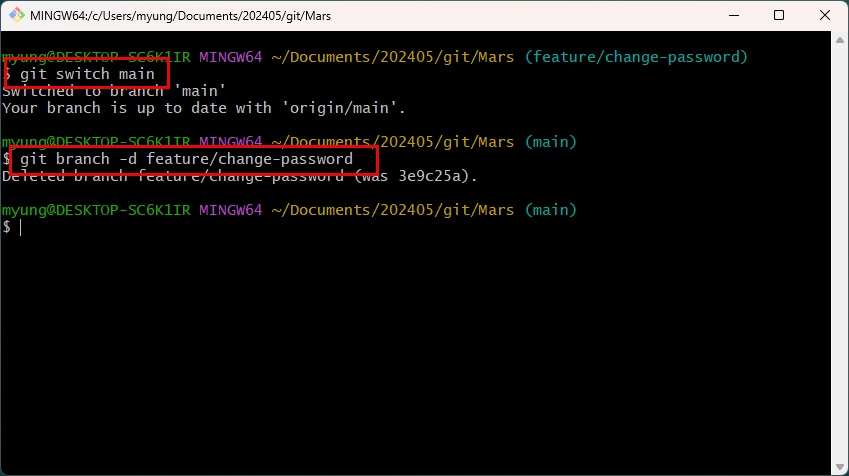 MINGW64:/c/Users/myung/Documents/202405/git/Mars
myung@DESKTOP-SC6K1IR MINGW64 ~/Documents/202405/git/Mars (feature/change-password)
$ git switch main
Switched to branch 'main'
Your branch is up to date with 'origin/main'.
myung@DESKTOP-SC6K1IR MINGW64 ~/Documents/202405/git/Mars (main)
$ git branch -d feature/change-password
Deleted branch feature/change-password (was 3e9c25a).
myung@DESKTOP-SC6K1IR MINGW64 ~/Documents/202405/git/Mars (main)
$